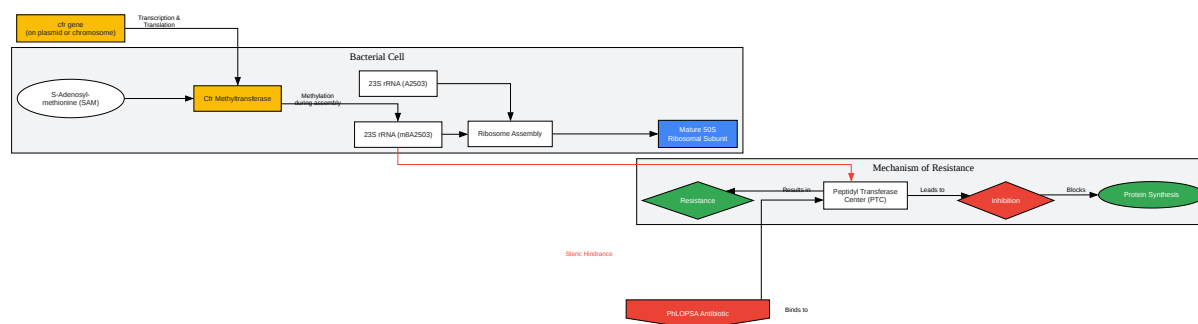 cfr gene
(on plasmid or chromosome)
Transcription &
Translation
Bacterial Cell
S-Adenosyl-
methionine (SAM)
Cfr Methyltransferase
Methylation
during assembly
23S rRNA (A2503)
23S rRNA (m8A2503)
Ribosome Assembly
Mature 50S
Ribosomal Subunit
Mechanism of Resistance
Resistance
Results in
Peptidyl Transferase
Center (PTC)
Leads to
Inhibition
Blocks
Protein Synthesis
Steric Hindrance
PhLOPSA Antibiotic
Binds to